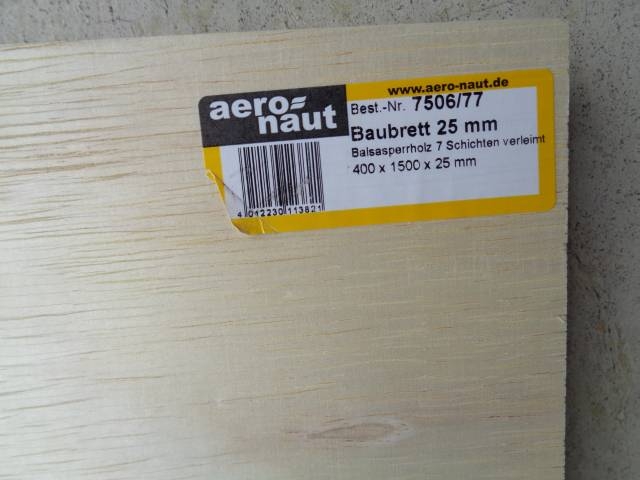 www.aero-naut.de
aero
naut
Best.-Nr. 7506/77
Baubrett 25 mm
Balsasperrholz 7 Schichten verleimt
400 x 1500 x 25 mm
4 012230 113821